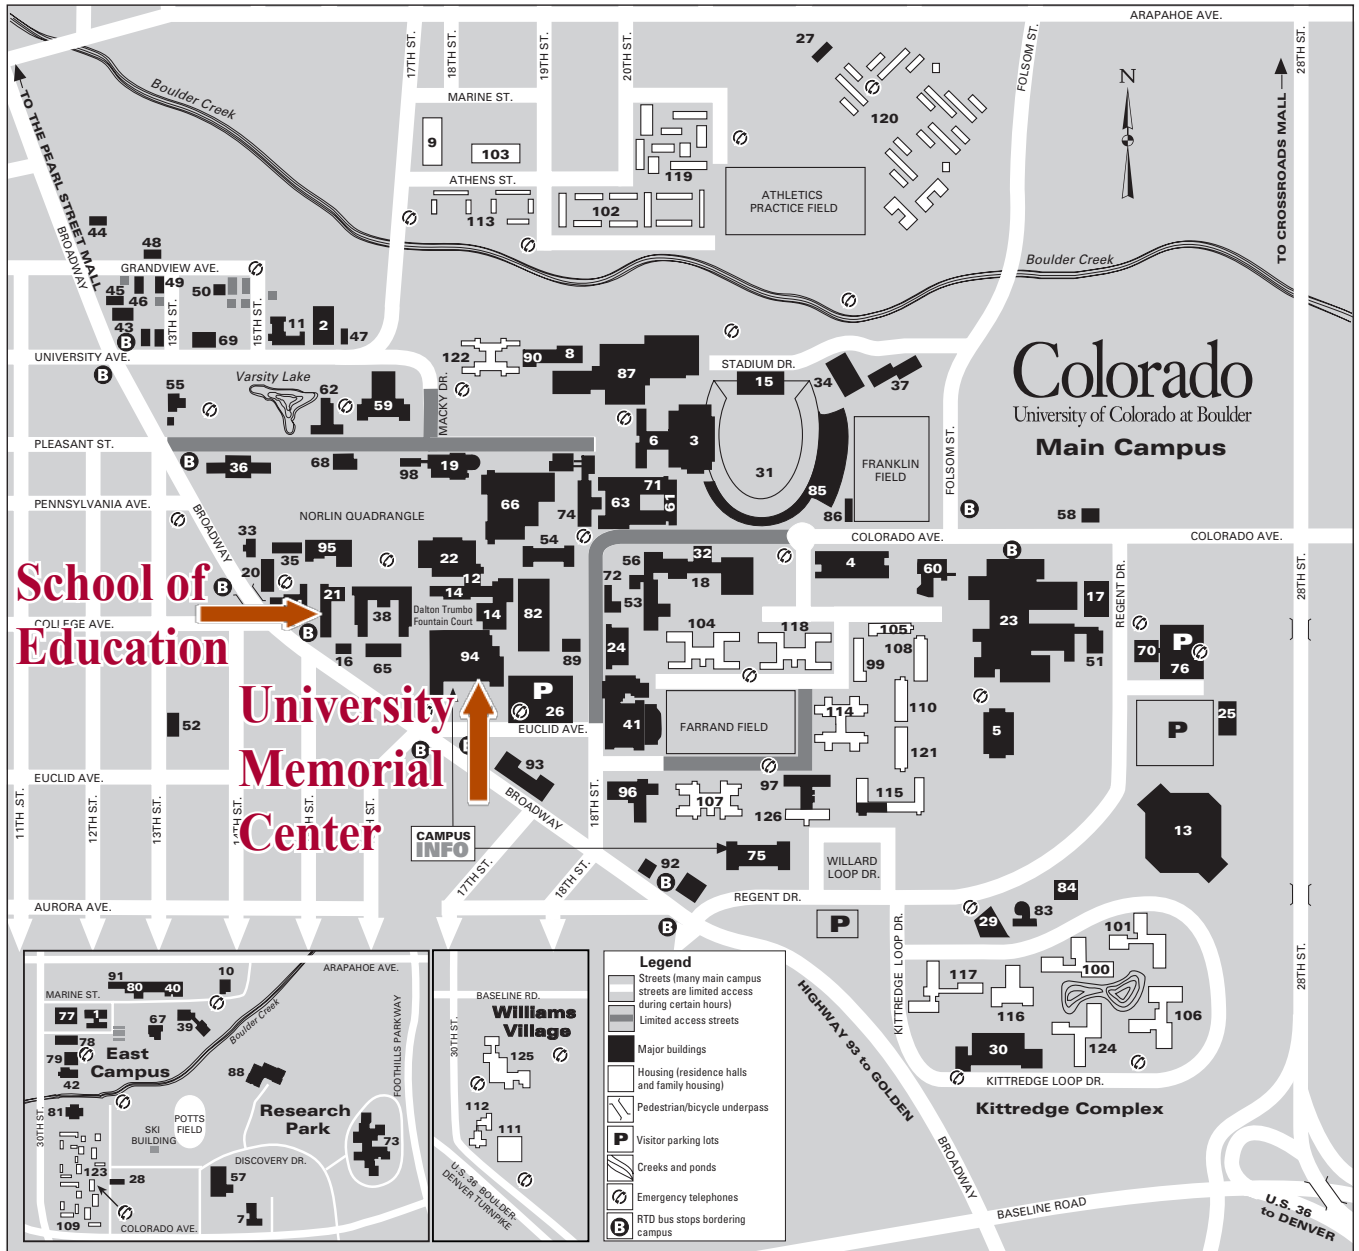 ARAPAHOE AVE.
17TH ST.
18TH ST.
19TH ST.
20TH ST.
FOLSOM ST.
28TH ST.
27
N
TO THE PEARL STREET MALL
TO CROSSROADS MALL
Boulder Creek
MARINE ST.
9
103
119
120
ATHENS ST.
113
102
ATHLETICS
PRACTICE FIELD
BROADWAY
44
48
GRANDVIEW AVE.
Boulder Creek
45
46
49
50
13TH ST.
15TH ST.
43
69
11
2
47
B
UNIVERSITY AVE.
B
122
90
8
87
STADIUM DR.
15
34
37
Colorado
University of Colorado at Boulder
Main Campus
55
Varsity Lake
62
59
MACKY DR.
6
3
31
FRANKLIN
FIELD
FOLSOM ST.
PLEASANT ST.
B
36
68
98
19
66
74
63
71
61
85
86
B
58
PENNSYLVANIA AVE.
BROADWAY
NORLIN QUADRANGLE
33
35
95
20
22
54
COLORADO AVE.
COLORADO AVE.
B
56
32
18
72
53
4
60
17
REGENT DR.
28TH ST.
School of
Education
B
21
38
12
14
14
82
Dalton Trumbo
Fountain Court
COLLEGE AVE.
B
16
65
94
89
24
104
118
105
99
108
23
51
70
P
76
University
Memorial
Center
P
26
EUCLID AVE.
41
FARRAND FIELD
114
110
121
5
P
25
52
B
B
93
BROADWAY
EUCLID AVE.
11TH ST.
12TH ST.
13TH ST.
18TH ST.
96
107
97
126
115
13
CAMPUS
INFO
75
WILLARD
LOOP DR.
17TH ST.
18TH ST.
92
B
AURORA AVE.
REGENT DR.
B
P
84
29
83
KITTREDGE LOOP DR.
101
100
117
116
124
106
30
KITTREDGE LOOP DR.
Kittredge Complex
28TH ST.
HIGHWAY 93 to GOLDEN
BROADWAY
BASELINE ROAD
U.S. 36
to DENVER
ARAPAHOE AVE.
91
80
40
10
MARINE ST.
77
1
67
39
Boulder Creek
78
79
42
East
Campus
88
FOOTHILLS PARKWAY
81
30TH ST.
POTTS
FIELD
SKI
BUILDING
Research
Park
73
DISCOVERY DR.
123
28
57
7
109
COLORADO AVE.
BASELINE RD.
30TH ST.
Williams
Village
125
112
111
U.S. 36 BOULDER-
DENVER TURNPIKE
Legend
Streets (many main campus
streets are limited access
during certain hours)
Limited access streets
Major buildings
Housing (residence halls
and family housing)
Pedestrian/bicycle underpass
P
Visitor parking lots
Creeks and ponds
Emergency telephones
B
RTD bus stops bordering
campus